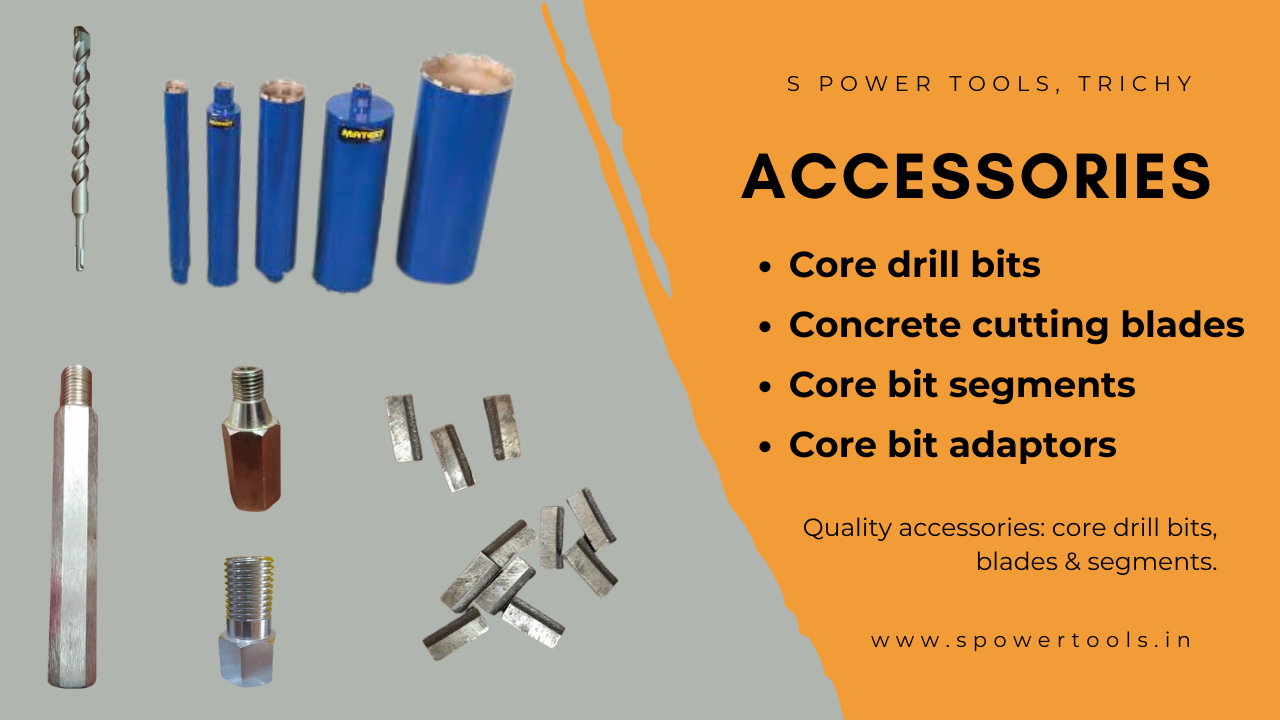 S POWER TOOLS, TRICHY
ACCESSORIES
• Core drill bits
• Concrete cutting blades
• Core bit segments
• Core bit adaptors
Quality accessories: core drill bits,
blades & segments.
www.spowertools.in